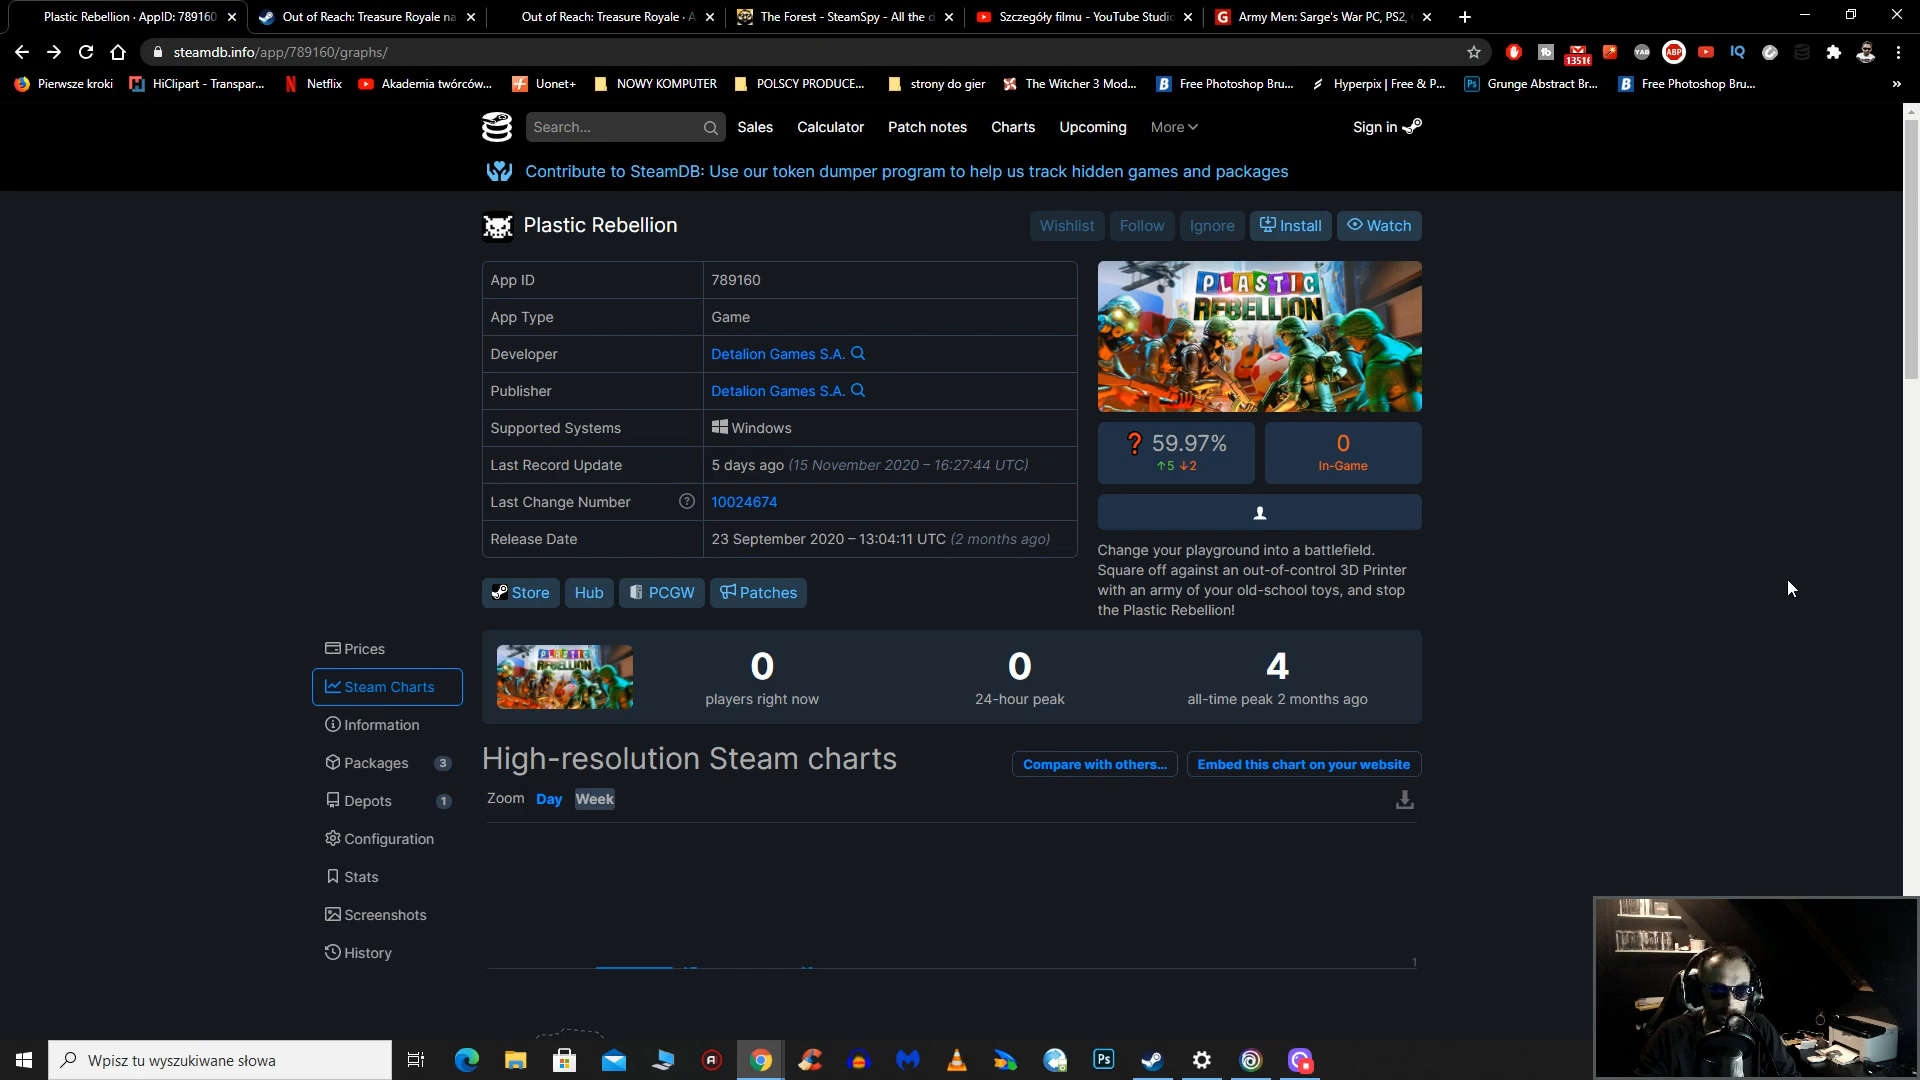 Plastic Rebellion · AppID: 789160
Out of Reach: Treasure Royale na
Out of Reach: Treasure Royale · A
The Forest - SteamSpy - All the d
Szczegóły filmu - YouTube Studio
Army Men: Sarge's War PC, PS2,
steamdb.info/app/789160/graphs/
Pierwsze kroki
HiClipart - Transpar...
Netflix
Akademia twórców...
Uonet+
NOWY KOMPUTER
POLSCY PRODUCE...
strony do gier
The Witcher 3 Mod...
Free Photoshop Bru...
Hyperpix | Free & P...
Grunge Abstract Br...
Free Photoshop Bru...
»
Search...
Sales
Calculator
Patch notes
Charts
Upcoming
More
Sign in
Contribute to SteamDB: Use our token dumper program to help us track hidden games and packages
Plastic Rebellion
Wishlist
Follow
Ignore
Install
Watch
App ID 789160
App Type Game
Developer Detalion Games S.A.
Publisher Detalion Games S.A.
Supported Systems Windows
Last Record Update 5 days ago (15 November 2020 – 16:27:44 UTC)
Last Change Number ? 10024674
Release Date 23 September 2020 – 13:04:11 UTC (2 months ago)
PLASTIC
REBELLION
? 59.97%
↑5 ↓2
0
In-Game
Change your playground into a battlefield.
Square off against an out-of-control 3D Printer
with an army of your old-school toys, and stop
the Plastic Rebellion!
Store
Hub
PCGW
Patches
Prices
Steam Charts
Information
Packages 3
Depots 1
Configuration
Stats
Screenshots
History
PLASTIC
REBELLION
0
players right now
0
24-hour peak
4
all-time peak 2 months ago
High-resolution Steam charts
Compare with others...
Embed this chart on your website
Zoom Day Week
1
Wpisz tu wyszukiwane słowa
Ps